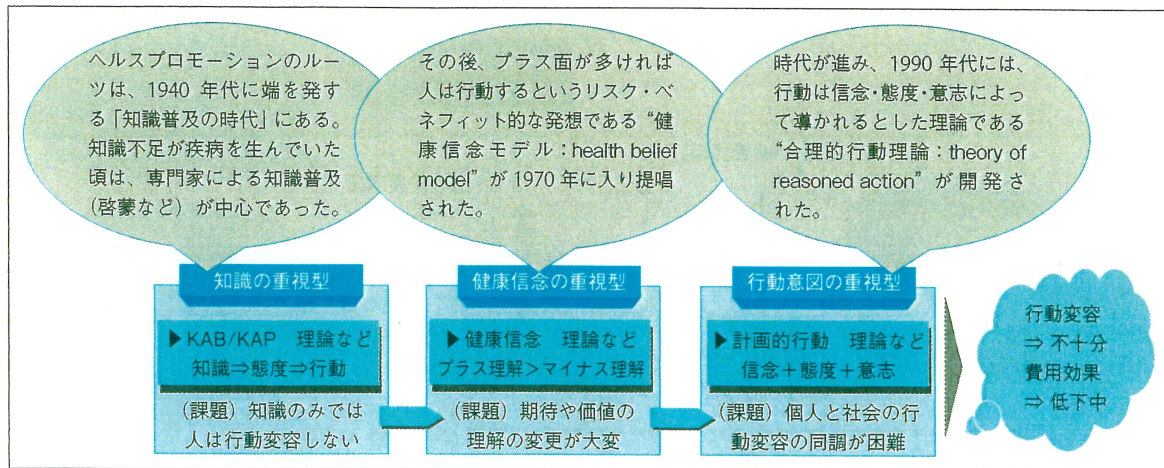 ヘルスプロモーションのルー
ツは、1940 年代に端を発す
る「知識普及の時代」にある。
知識不足が疾病を生んでいた
頃は、専門家による知識普及
(啓蒙など) が中心であった。
その後、プラス面が多ければ
人は行動するというリスク・ベ
ネフィット的な発想である “健
康信念モデル：health belief
model” が 1970 年に入り提唱
された。
時代が進み、1990 年代には、
行動は信念・態度・意志によっ
て導かれるとした理論である
“合理的行動理論：theory of
reasoned action” が開発さ
れた。
知識の重視型
▶KAB/KAP 理論など
知識⇒態度⇒行動
(課題) 知識のみでは
人は行動変容しない
健康信念の重視型
▶健康信念 理論など
プラス理解＞マイナス理解
(課題) 期待や価値の
理解の変更が大変
行動意図の重視型
▶計画的行動 理論など
信念＋態度＋意志
(課題) 個人と社会の行
動変容の同調が困難
行動変容
⇒ 不十分
費用効果
⇒ 低下中